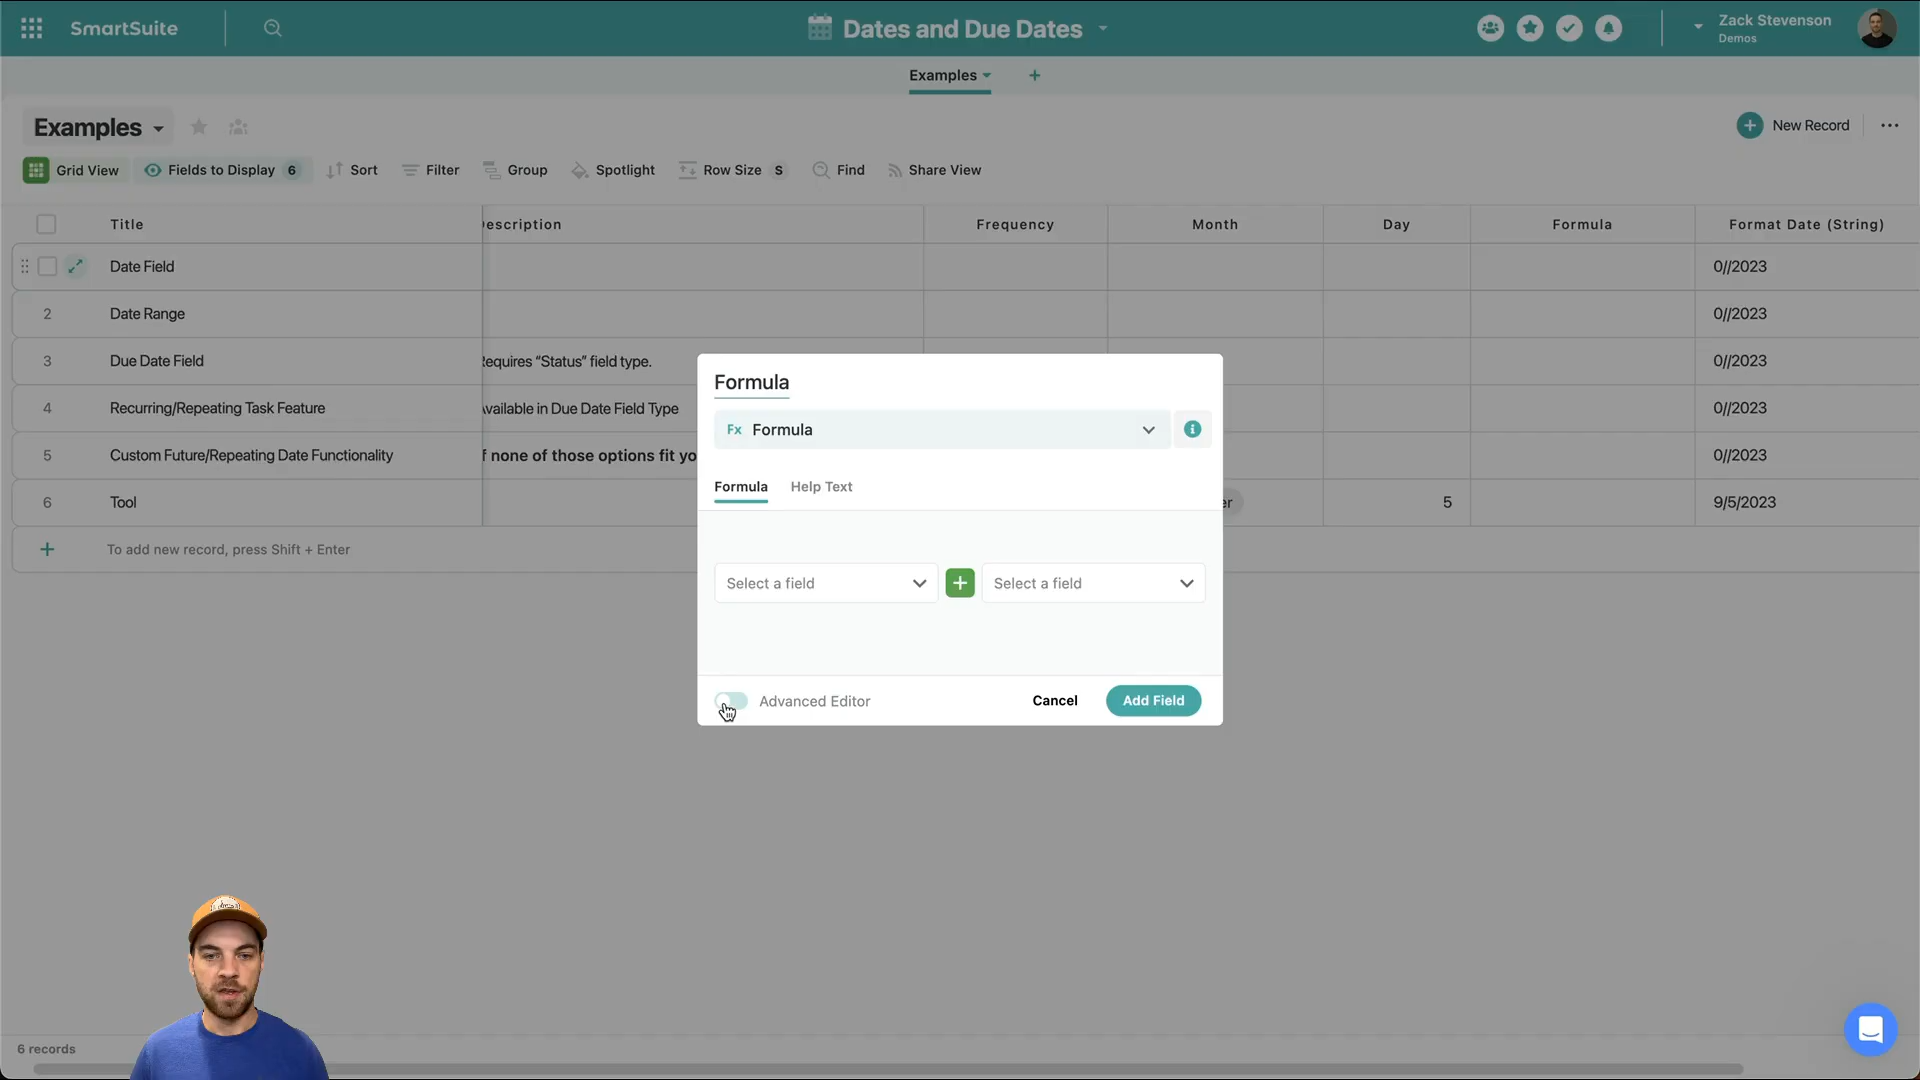 SmartSuite
Dates and Due Dates
Zack Stevenson
Demos
Examples
Examples
New Record
Grid View
Fields to Display 6
Sort
Filter
Group
Spotlight
Row Size S
Find
Share View
Title
escription
Frequency
Month
Day
Formula
Format Date (String)
Date Field
0//2023
2 Date Range
0//2023
3 Due Date Field
equires “Status” field type.
0//2023
4 Recurring/Repeating Task Feature
vailable in Due Date Field Type
0//2023
5 Custom Future/Repeating Date Functionality
f none of those options fit yo
0//2023
6 Tool
er
5
9/5/2023
To add new record, press Shift + Enter
Formula
Fx Formula
Formula
Help Text
Select a field
Select a field
Advanced Editor
Cancel
Add Field
6 records